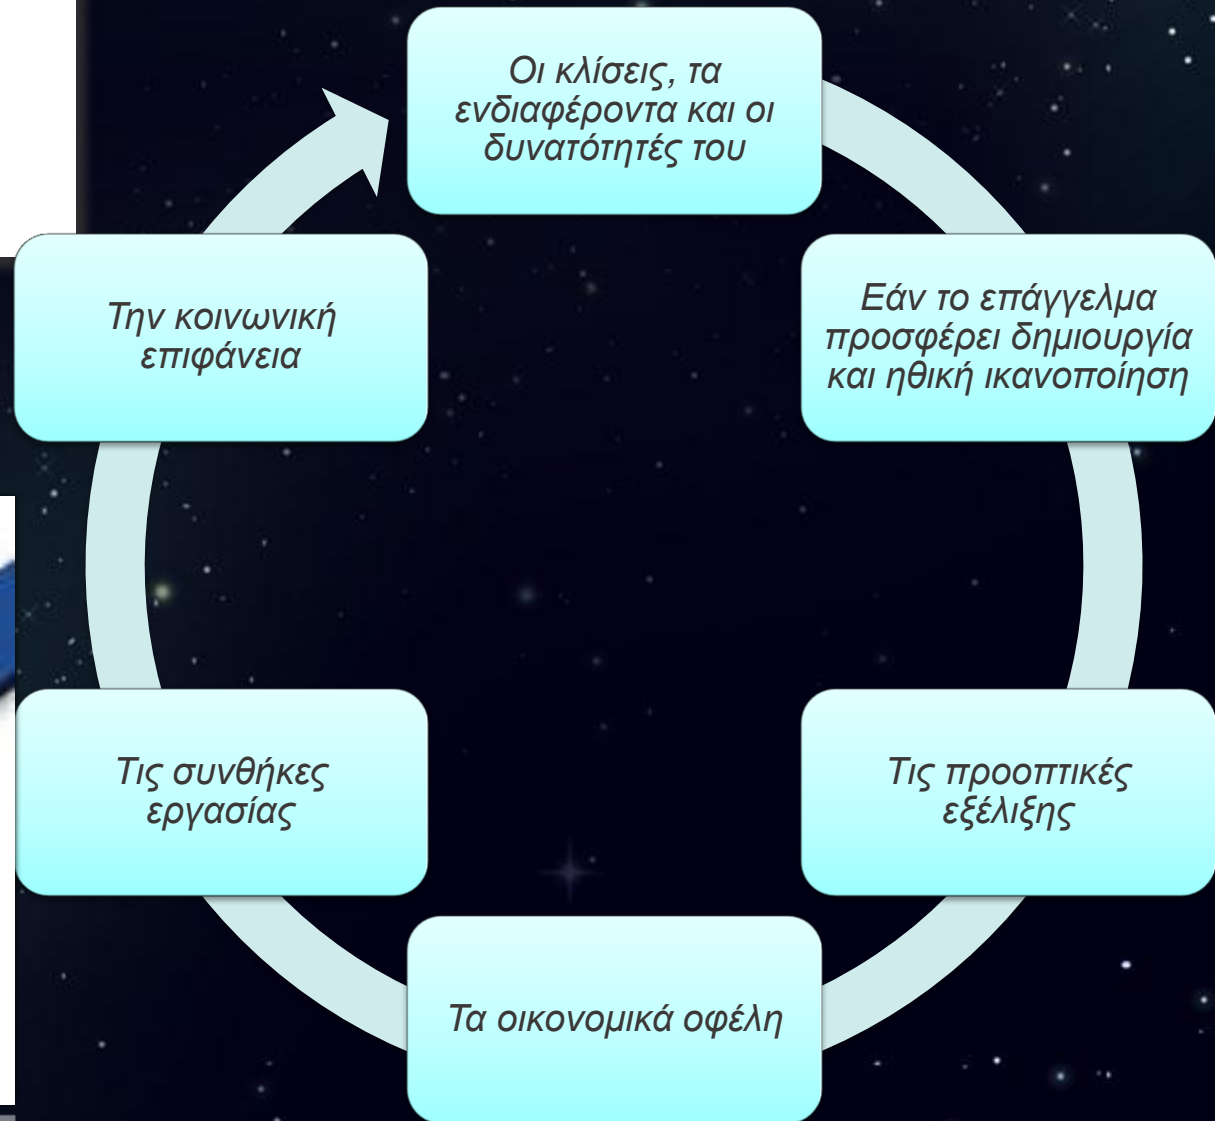 Οι κλίσεις, τα
ενδιαφέροντα και οι
δυνατότητές του
Εάν το επάγγελμα
προσφέρει δημιουργία
και ηθική ικανοποίηση
Τις προοπτικές
εξέλιξης
Τα οικονομικά οφέλη
Τις συνθήκες
εργασίας
Την κοινωνική
επιφάνεια